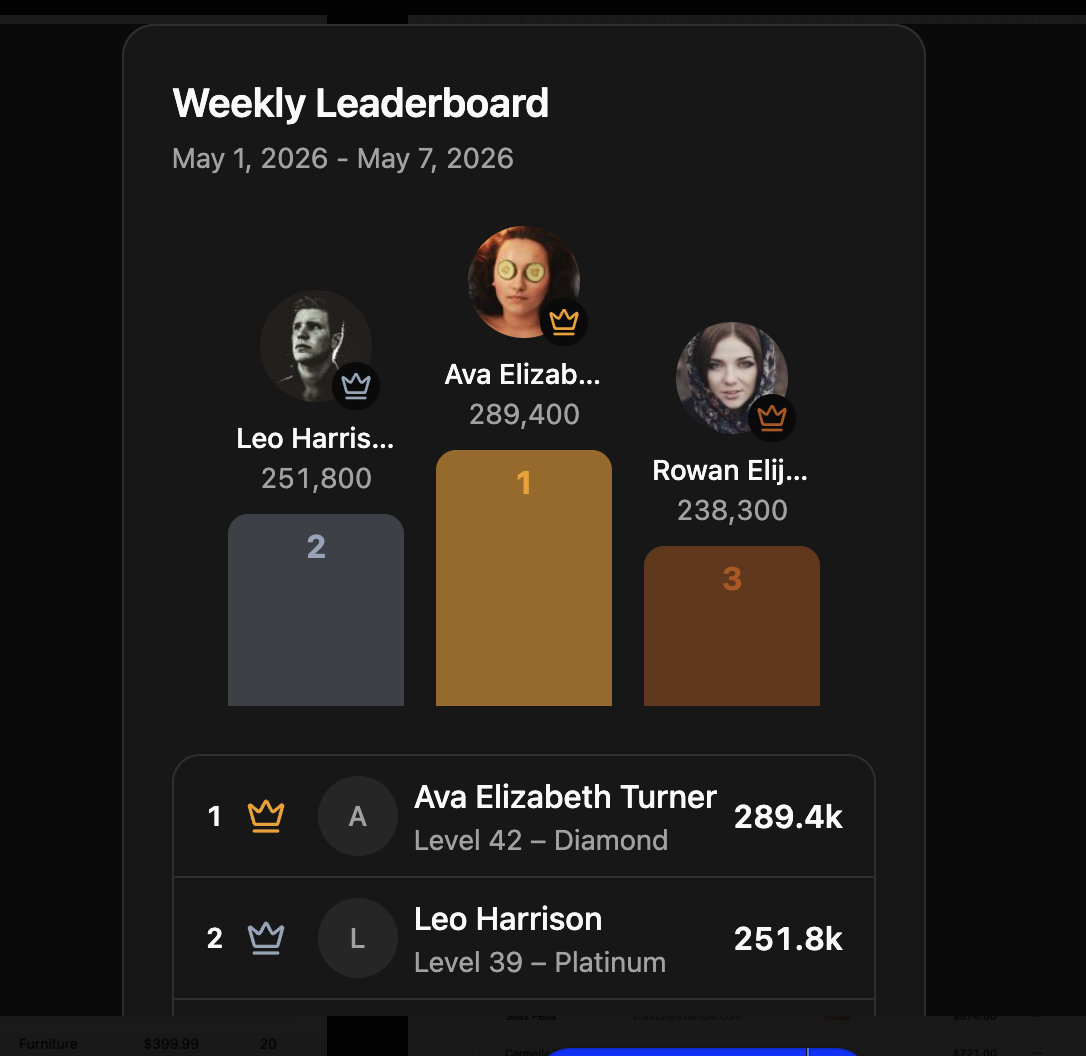 Weekly Leaderboard
May 1, 2026 - May 7, 2026
Ava Elizab...
289,400
Leo Harris...
251,800
Rowan Elij...
238,300
1
2
3
1 A Ava Elizabeth Turner 289.4k
Level 42 – Diamond
2 L Leo Harrison 251.8k
Level 39 – Platinum
Furniture $399.99 20
$721.00